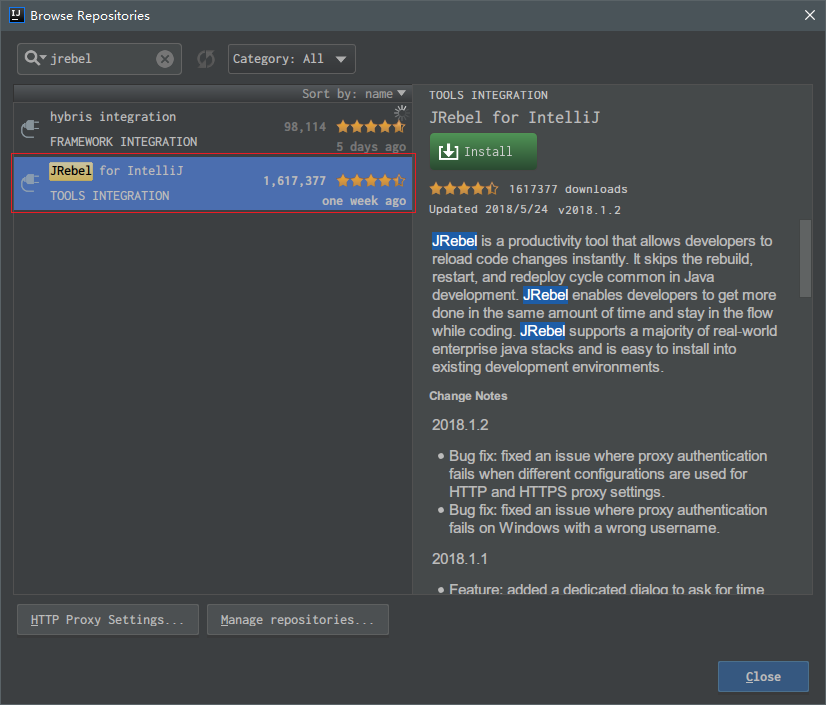 IJ Browse Repositories
jrebel
Category: All
Sort by: name
hybris integration
98,114
FRAMEWORK INTEGRATION
5 days ago
JRebel for IntelliJ
1,617,377
TOOLS INTEGRATION
one week ago
TOOLS INTEGRATION
JRebel for IntelliJ
Install
1617377 downloads
Updated 2018/5/24 v2018.1.2
JRebel is a productivity tool that allows developers to
reload code changes instantly. It skips the rebuild,
restart, and redeploy cycle common in Java
development. JRebel enables developers to get more
done in the same amount of time and stay in the flow
while coding. JRebel supports a majority of real-world
enterprise java stacks and is easy to install into
existing development environments.
Change Notes
2018.1.2
• Bug fix: fixed an issue where proxy authentication
fails when different configurations are used for
HTTP and HTTPS proxy settings.
• Bug fix: fixed an issue where proxy authentication
fails on Windows with a wrong username.
2018.1.1
• Feature: added a dedicated dialog to ask for time
HTTP Proxy Settings...
Manage repositories...
Close